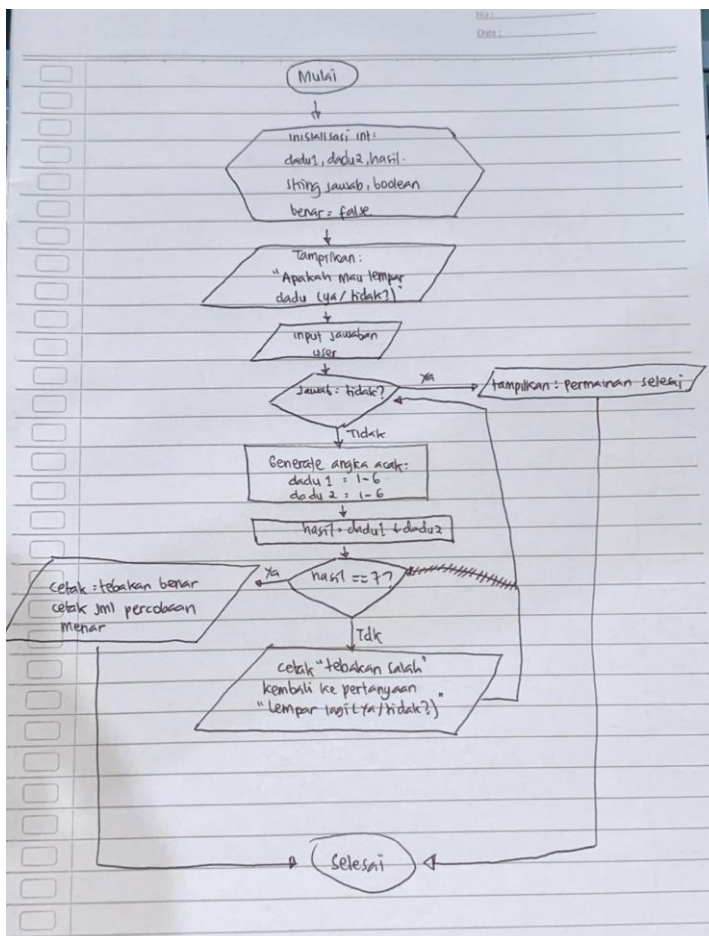 No :
Date :
Mulai
inisialisasi int:
dadu1, dadu2, hasil.
string jawab, boolean
benar = false
Tampilkan :
"Apakah mau lempar
dadu (ya/tidak?)"
input jawaban
user
jawab = tidak?
Ya
tampilkan : permainan selesai
Tidak
Generate angka acak:
dadu 1 = 1-6
dadu 2 = 1-6
hasil = dadu1 + dadu2
hasil == 7?
Ya
cetak : tebakan benar
cetak jml percobaan
menar
Tdk
cetak "tebakan salah"
kembali ke pertanyaan
"Lempar lagi (ya/tidak?)"
Selesai